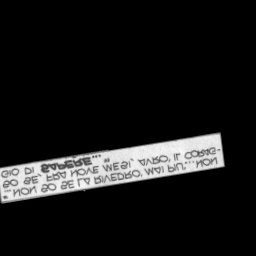 "NON SO SE LA RIVEDRO', MAI PIU'... NON
SO SE, FRA NOVE MESI, AVRO' IL CORAG-
GIO DI SAPERE..."